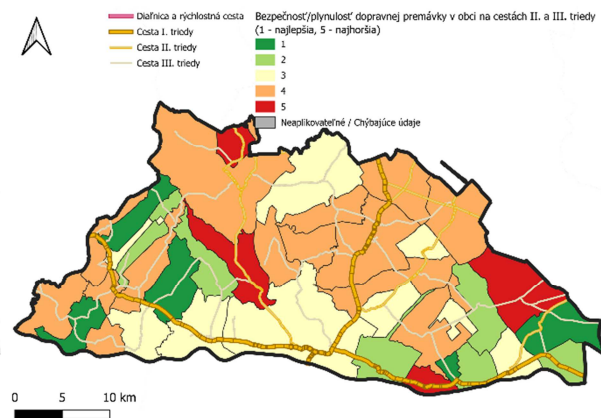 Diaľnica a rýchlostná cesta
Cesta I. triedy
Cesta II. triedy
Cesta III. triedy
Bezpečnosť/plynulosť dopravnej premávky v obci na cestách II. a III. triedy
(1 - najlepšia, 5 - najhoršia)
1
2
3
4
5
Neaplikovateľné / Chýbajúce údaje
0 5 10 km